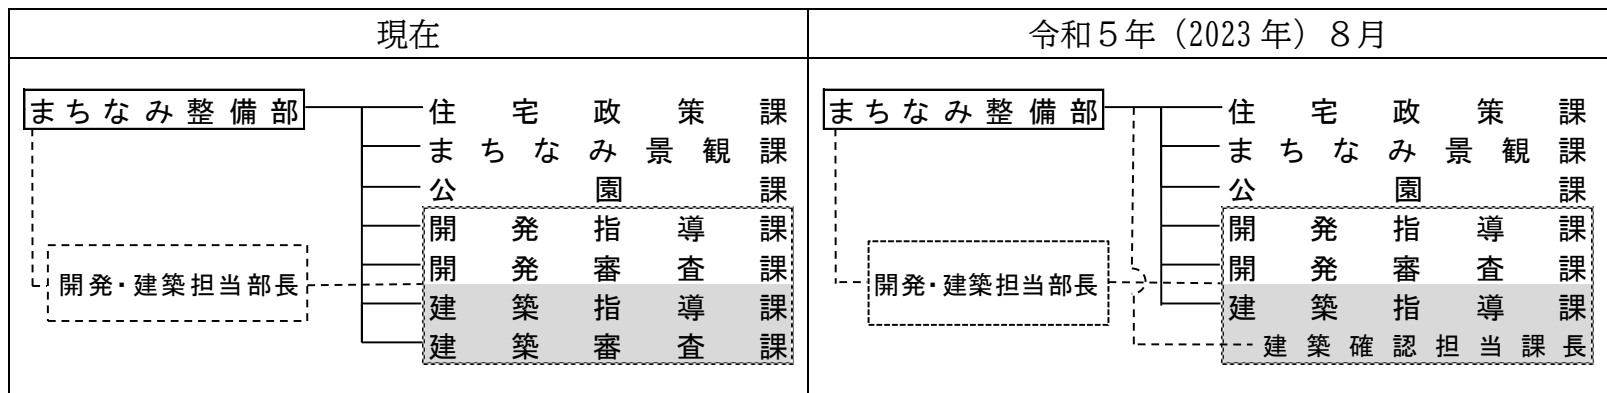 現在
まちなみ整備部
住宅政策課
まちなみ景観課
公園課
開発指導課
開発審査課
開発・建築担当部長
建築指導課
建築審査課
令和５年（2023年）８月
まちなみ整備部
住宅政策課
まちなみ景観課
公園課
開発指導課
開発審査課
開発・建築担当部長
建築指導課
建築確認担当課長